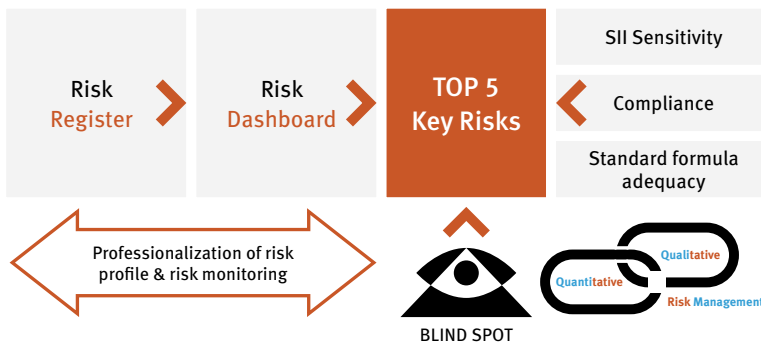 Risk
Register
Risk
Dashboard
TOP 5
Key Risks
SII Sensitivity
Compliance
Standard formula
adequacy
Professionalization of risk
profile & risk monitoring
BLIND SPOT
Qualitative
Quantitative
Risk Management